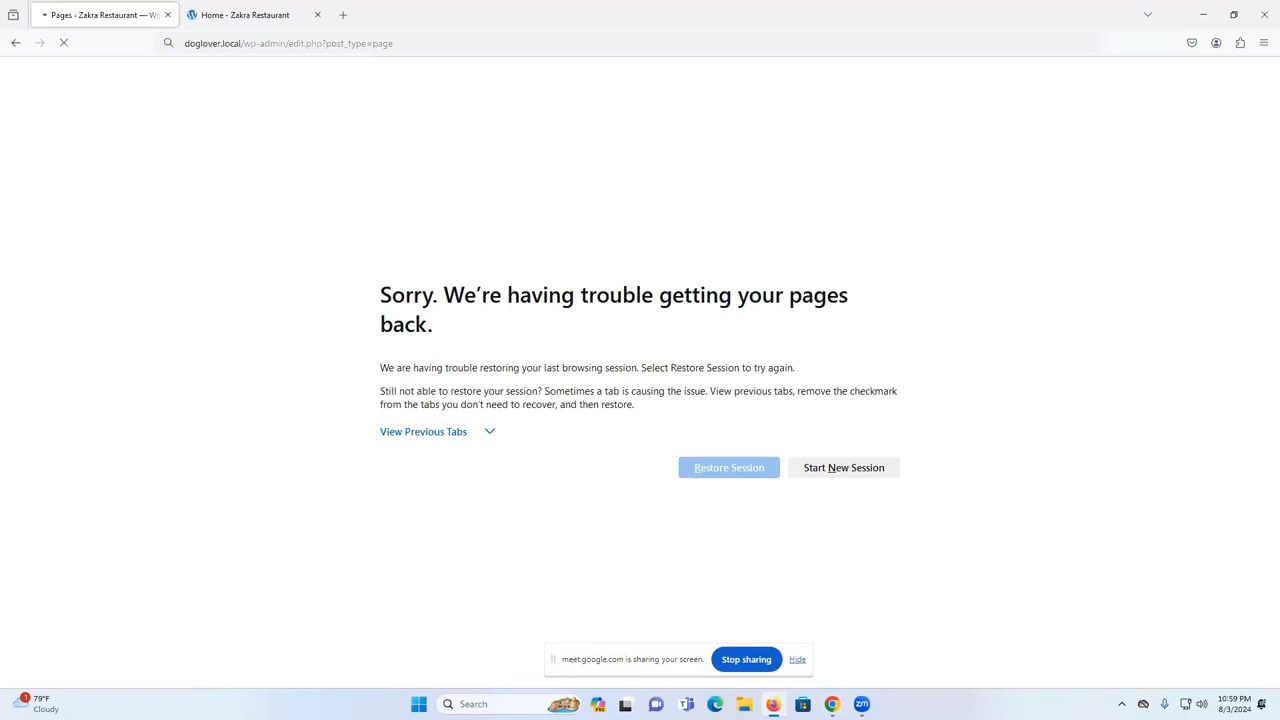 Pages ‹ Zakra Restaurant — Wo
Home - Zakra Restaurant
doglover.local/wp-admin/edit.php?post_type=page
Sorry. We’re having trouble getting your pages
back.
We are having trouble restoring your last browsing session. Select Restore Session to try again.
Still not able to restore your session? Sometimes a tab is causing the issue. View previous tabs, remove the checkmark
from the tabs you don’t need to recover, and then restore.
View Previous Tabs
Restore Session
Start New Session
meet.google.com is sharing your screen.
Stop sharing
Hide
1
79°F
Cloudy
Search
zm
10:59 PM
8/3/2024